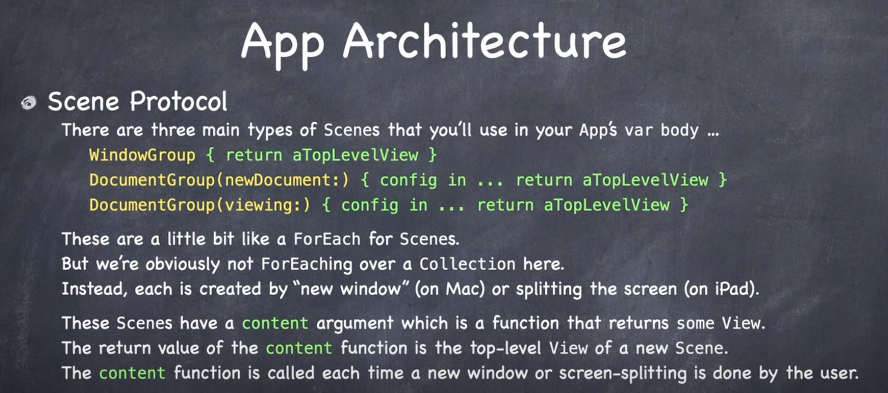 App Architecture
Scene Protocol
There are three main types of Scenes that you'll use in your App's var body ...
WindowGroup { return aTopLevelView }
DocumentGroup(newDocument:) { config in ... return aTopLevelView }
DocumentGroup(viewing:) { config in ... return aTopLevelView }
These are a little bit like a ForEach for Scenes.
But we're obviously not ForEaching over a Collection here.
Instead, each is created by “new window” (on Mac) or splitting the screen (on iPad).
These Scenes have a content argument which is a function that returns some View.
The return value of the content function is the top-level View of a new Scene.
The content function is called each time a new window or screen-splitting is done by the user.